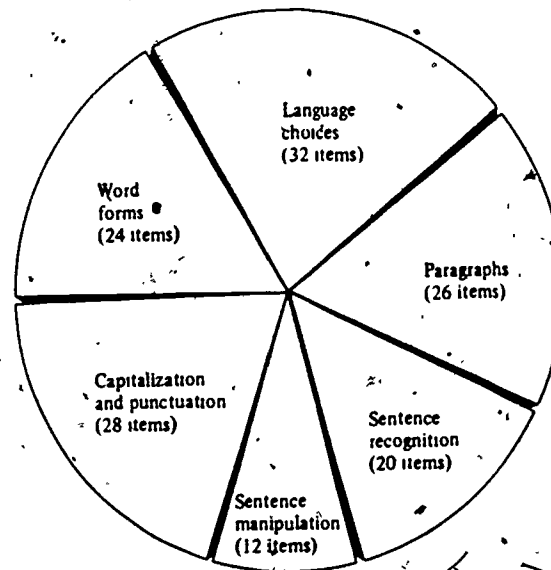 Language
choices
(32 items)
Word
forms
(24 items)
Paragraphs
(26 items)
Capitalization
and punctuation
(28 items)
Sentence
recognition
(20 items)
Sentence
manipulation
(12 items)